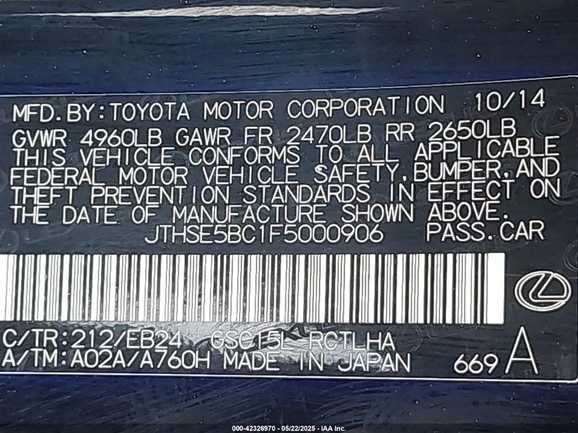 MFD.BY:TOYOTA MOTOR CORPORATION 10/14
GVWR 4960LB GAWR FR 2470LB RR 2650LB
THIS VEHICLE CONFORMS TO ALL APPLICABLE
FEDERAL MOTOR VEHICLE SAFETY,BUMPER,AND
THEFT PREVENTION STANDARDS IN EFFECT ON
THE DATE OF MANUFACTURE SHOWN ABOVE.
JTHSE5BC1F5000906 PASS.CAR
C/TR:212/EB24 RCTLHA
A/TM:A02A/A760H MADE IN JAPAN 669 A
000-42326970 - 05/22/2025 - IAA Inc.